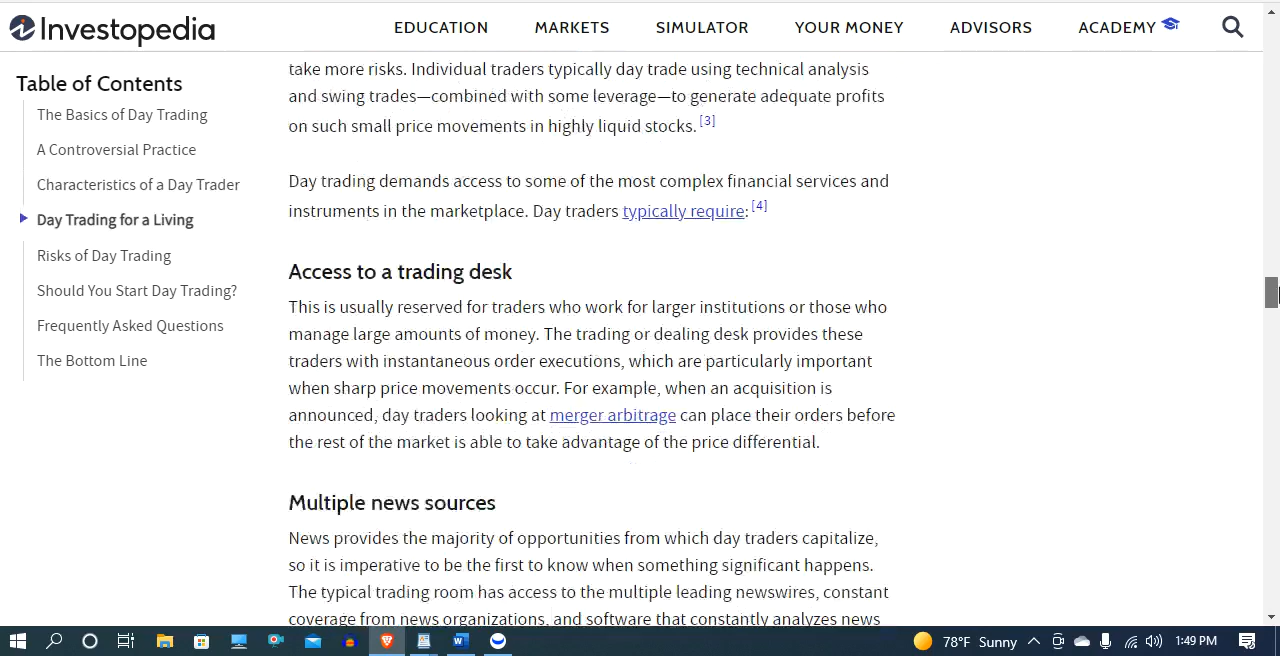 Investopedia
EDUCATION MARKETS SIMULATOR YOUR MONEY ADVISORS ACADEMY
Table of Contents
The Basics of Day Trading
A Controversial Practice
Characteristics of a Day Trader
Day Trading for a Living
Risks of Day Trading
Should You Start Day Trading?
Frequently Asked Questions
The Bottom Line
take more risks. Individual traders typically day trade using technical analysis
and swing trades—combined with some leverage—to generate adequate profits
on such small price movements in highly liquid stocks. [3]
Day trading demands access to some of the most complex financial services and
instruments in the marketplace. Day traders typically require: [4]
Access to a trading desk
This is usually reserved for traders who work for larger institutions or those who
manage large amounts of money. The trading or dealing desk provides these
traders with instantaneous order executions, which are particularly important
when sharp price movements occur. For example, when an acquisition is
announced, day traders looking at merger arbitrage can place their orders before
the rest of the market is able to take advantage of the price differential.
Multiple news sources
News provides the majority of opportunities from which day traders capitalize,
so it is imperative to be the first to know when something significant happens.
The typical trading room has access to the multiple leading newswires, constant
coverage from news organizations, and software that constantly analyzes news
78°F Sunny 1:49 PM